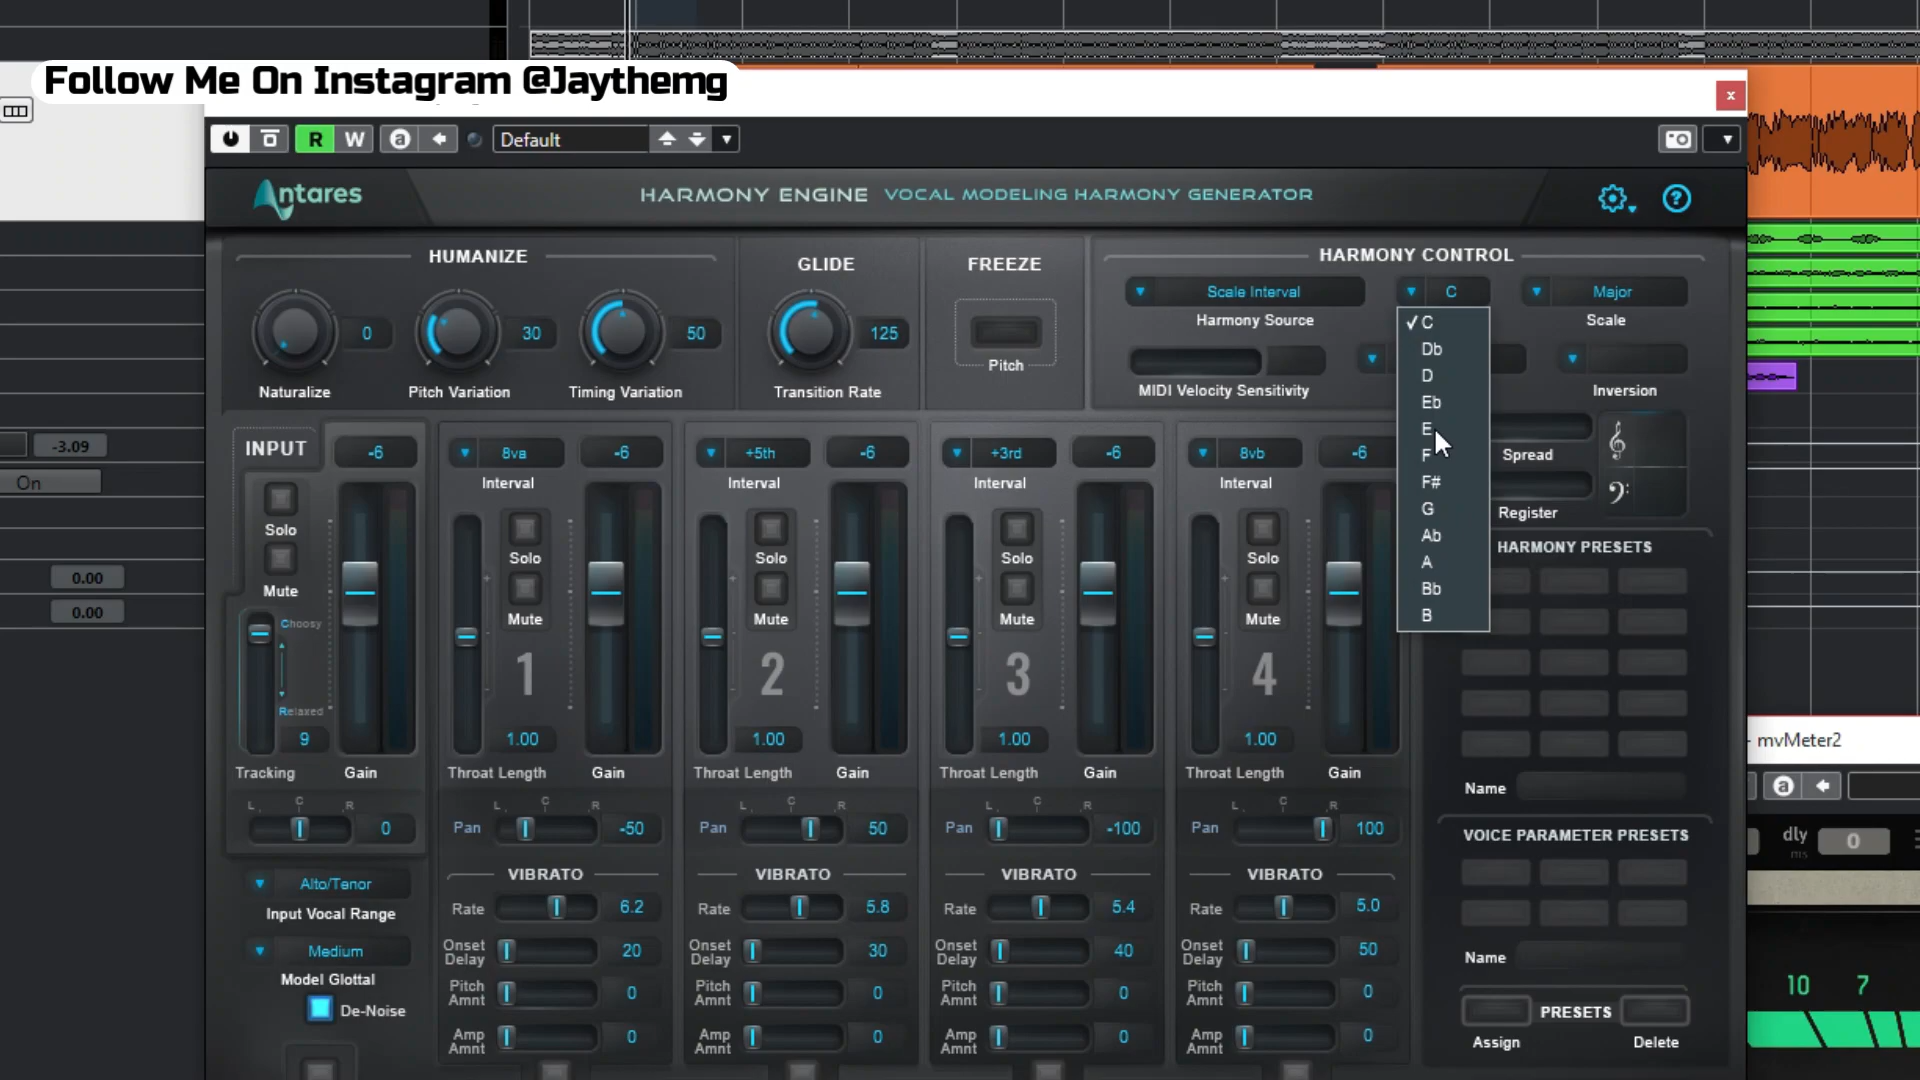 Follow Me On Instagram @Jaythemg
x
R W a Default
Antares
HARMONY ENGINE VOCAL MODELING HARMONY GENERATOR
?
HUMANIZE
0
Naturalize
30
Pitch Variation
50
Timing Variation
GLIDE
125
Transition Rate
FREEZE
Pitch
HARMONY CONTROL
Scale Interval
Harmony Source
C
Major
Scale
MIDI Velocity Sensitivity
Inversion
✓ C
Db
D
Eb
E
F
F#
G
Ab
A
Bb
B
Spread
Register
-3.09
On
0.00
0.00
INPUT
-6
Solo
Mute
Choosy
Relaxed
9
Tracking
Gain
L C R
0
Alto/Tenor
Input Vocal Range
Medium
Model Glottal
De-Noise
8va
Interval
-6
Solo
Mute
1
1.00
Throat Length
Gain
L C R
Pan -50
VIBRATO
Rate 6.2
Onset Delay 20
Pitch Amnt 0
Amp Amnt 0
+5th
Interval
-6
Solo
Mute
2
1.00
Throat Length
Gain
L C R
Pan 50
VIBRATO
Rate 5.8
Onset Delay 30
Pitch Amnt 0
Amp Amnt 0
+3rd
Interval
-6
Solo
Mute
3
1.00
Throat Length
Gain
L C R
Pan -100
VIBRATO
Rate 5.4
Onset Delay 40
Pitch Amnt 0
Amp Amnt 0
8vb
Interval
-6
Solo
Mute
4
1.00
Throat Length
Gain
L C R
Pan 100
VIBRATO
Rate 5.0
Onset Delay 50
Pitch Amnt 0
Amp Amnt 0
HARMONY PRESETS
Name
VOICE PARAMETER PRESETS
Name
PRESETS
Assign
Delete
- mvMeter2
a
dly
ms
0
10 7